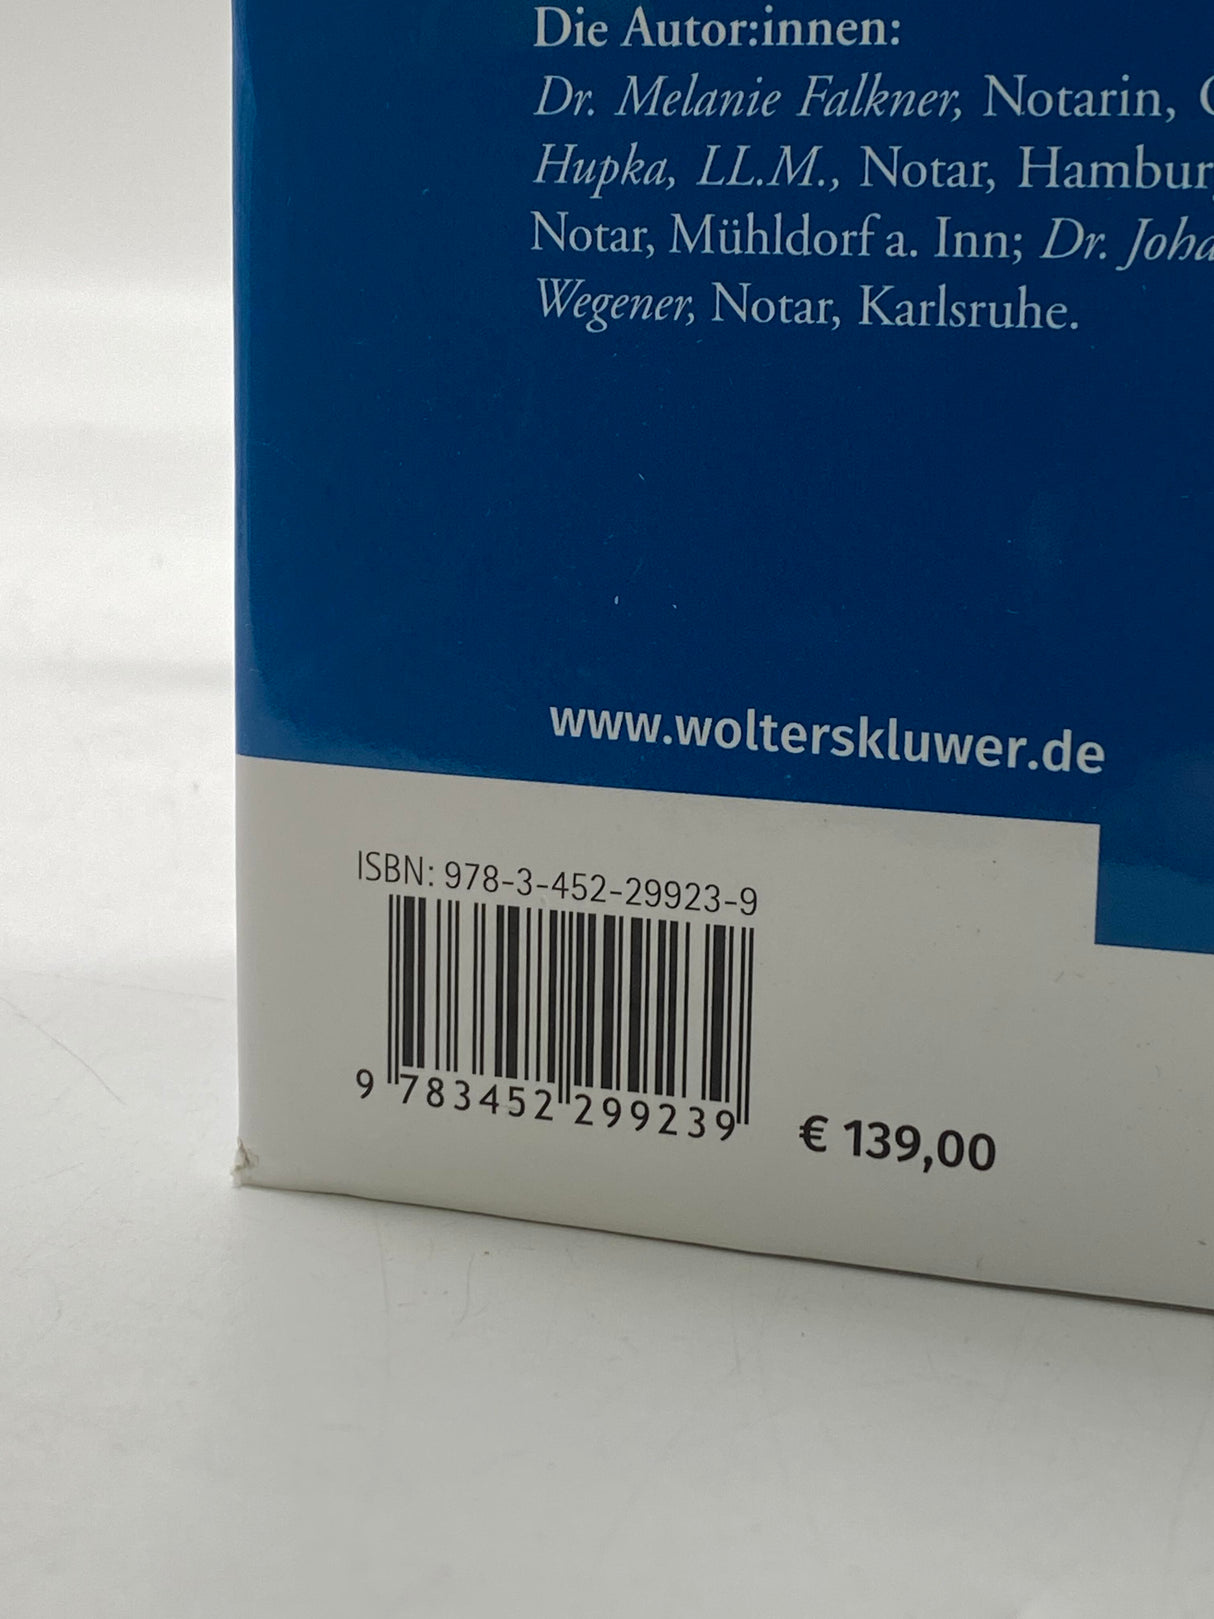 Die Autor:innen:
Dr. Melanie Falkner, Notarin,
Hupka, LL.M., Notar, Hambur
Notar, Mühldorf a. Inn; Dr. Joha
Wegener, Notar, Karlsruhe.
www.wolterskluwer.de
ISBN: 978-3-452-29923-9
9 783452 299239
€ 139,00